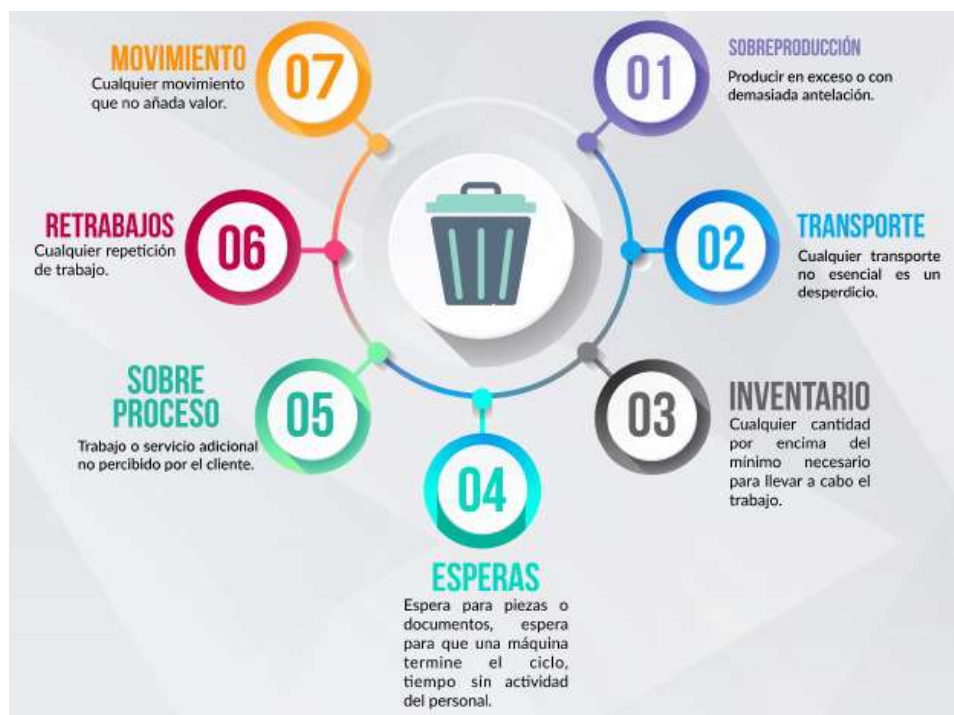 01
SOBREPRODUCCIÓN
Producir en exceso o con
demasiada antelación.
02
TRANSPORTE
Cualquier transporte
no esencial es un
desperdicio.
03
INVENTARIO
Cualquier cantidad
por encima del
mínimo necesario
para llevar a cabo el
trabajo.
04
ESPERAS
Espera para piezas o
documentos, espera
para que una máquina
termine el ciclo,
tiempo sin actividad
del personal.
05
SOBRE
PROCESO
Trabajo o servicio adicional
no percibido por el cliente.
06
RETRABAJOS
Cualquier repetición
de trabajo.
07
MOVIMIENTO
Cualquier movimiento
que no añada valor.